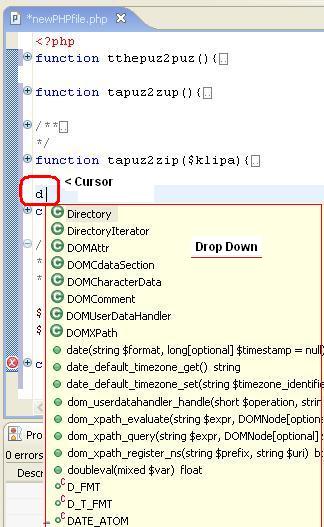 *newPHPfile.php
<?php
function tthepuz2puz(){
function tapuz2zup(){
/**
*/
function tapuz2zip($klipa){
< Cursor
d
c
Directory
DirectoryIterator
/
DOMAttr
Drop Down
*
DOMCdataSection
*
DOMCharacterData
DOMComment
$
DOMUserDataHandler
$
DOMXPath
date(string $format, long[optional] $timestamp = null)
c
date_default_timezone_get() string
date_default_timezone_set(string $timezone_identifie
dom_userdatahandler_handle(short $operation, strin
dom_xpath_evaluate(string $expr, DOMNode[optional]
Pro
dom_xpath_query(string $expr, DOMNode[optional] :
0 errors
dom_xpath_register_ns(string $prefix, string $uri) b
Descr
doubleval(mixed $var) float
D_FMT
D_T_FMT
DATE_ATOM